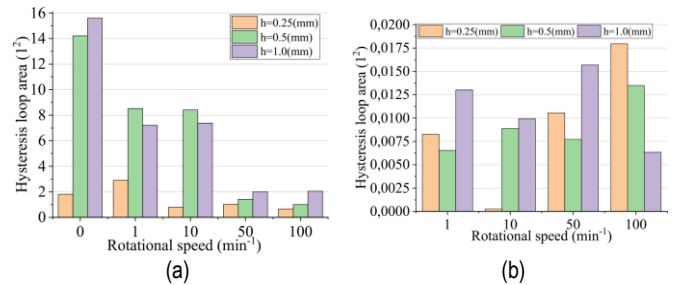 16
14
12
10
8
6
4
2
0
Hysteresis loop area (1²)
h=0.25(mm)
h=0.5(mm)
h=1.0(mm)
0 1 10 50 100
Rotational speed (min⁻¹)
(a)
0,0200
0,0175
0,0150
0,0125
0,0100
0,0075
0,0050
0,0025
0,0000
Hysteresis loop area (1²)
h=0.25(mm) h=0.5(mm) h=1.0(mm)
1 10 50 100
Rotational speed (min⁻¹)
(b)